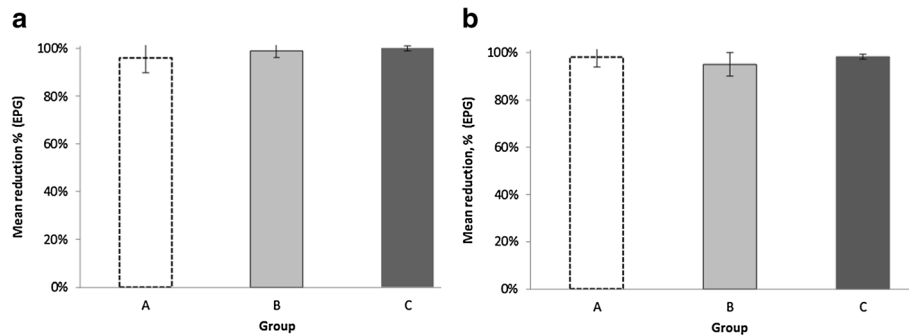 a
100%
80%
60%
40%
20%
0%
Mean reduction % (EPG)
A B C
Group
b
100%
80%
60%
40%
20%
0%
Mean reduction, % (EPG)
A B C
Group